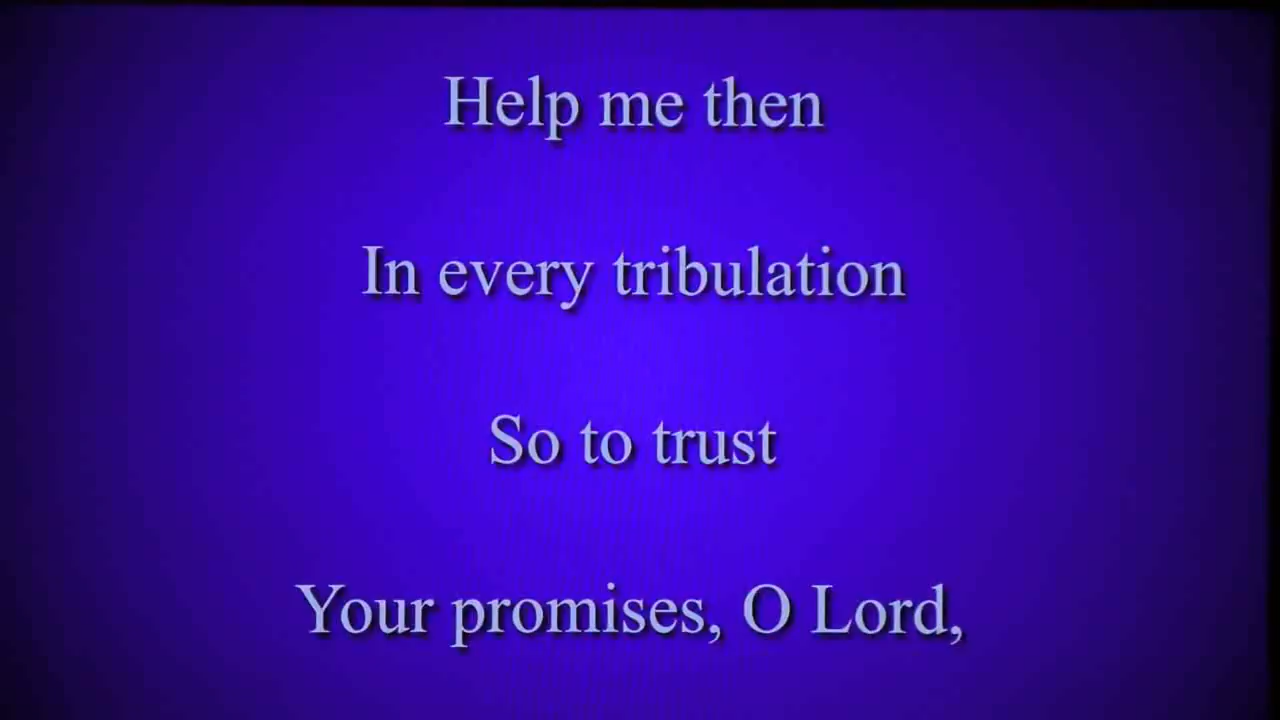 Help me then
In every tribulation
So to trust
Your promises, O Lord,